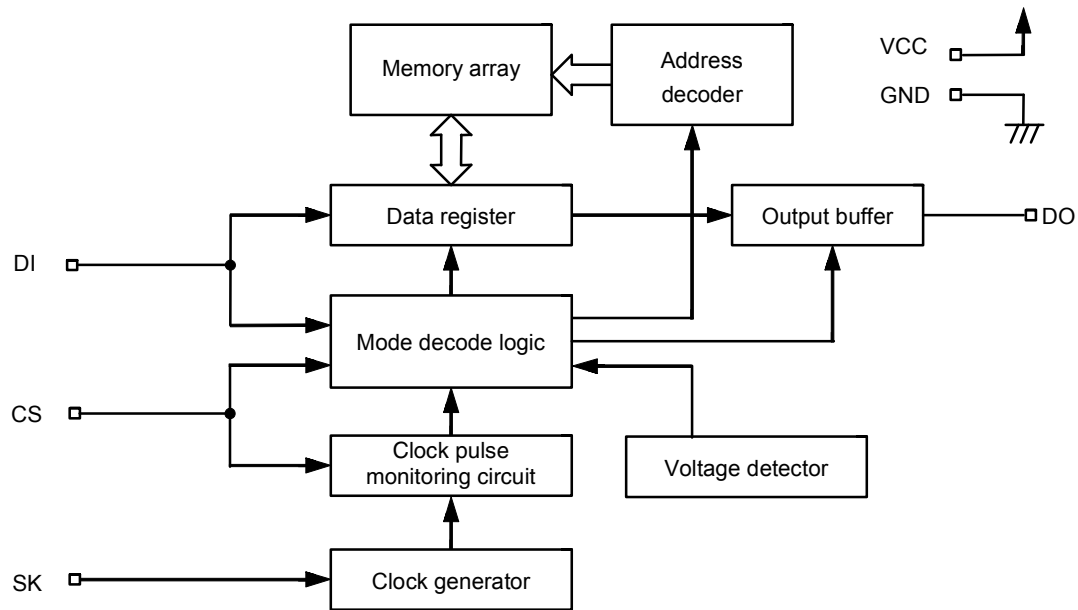 Memory array
Address
decoder
VCC
GND
Data register
Output buffer
DO
DI
Mode decode logic
CS
Clock pulse
monitoring circuit
Voltage detector
SK
Clock generator